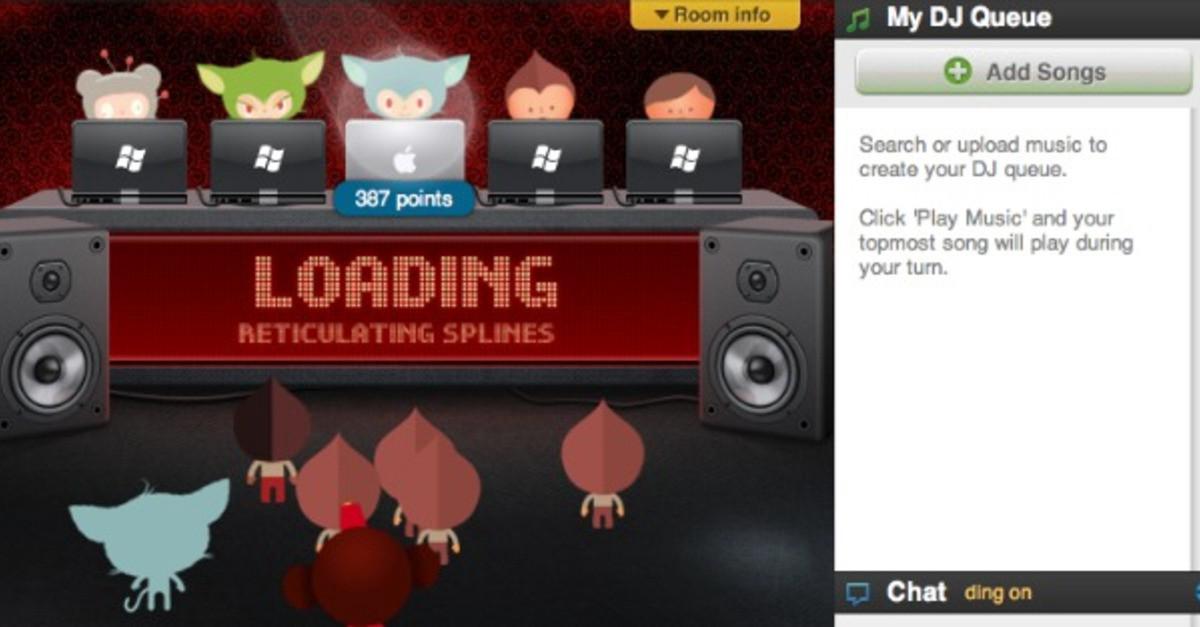 Room info
387 points
LOADING
RETICULATING SPLINES
My DJ Queue
Add Songs
Search or upload music to
create your DJ queue.
Click 'Play Music' and your
topmost song will play during
your turn.
Chat ding on